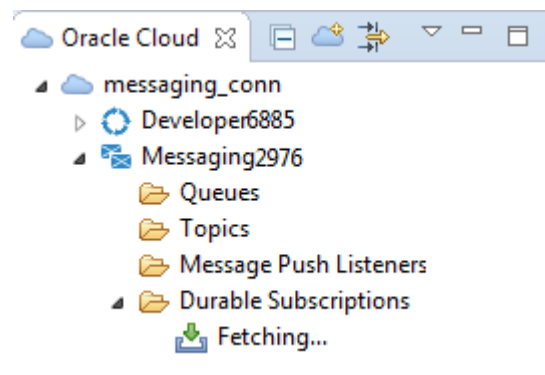 Oracle Cloud
messaging_conn
Developer6885
Messaging2976
Queues
Topics
Message Push Listeners
Durable Subscriptions
Fetching...